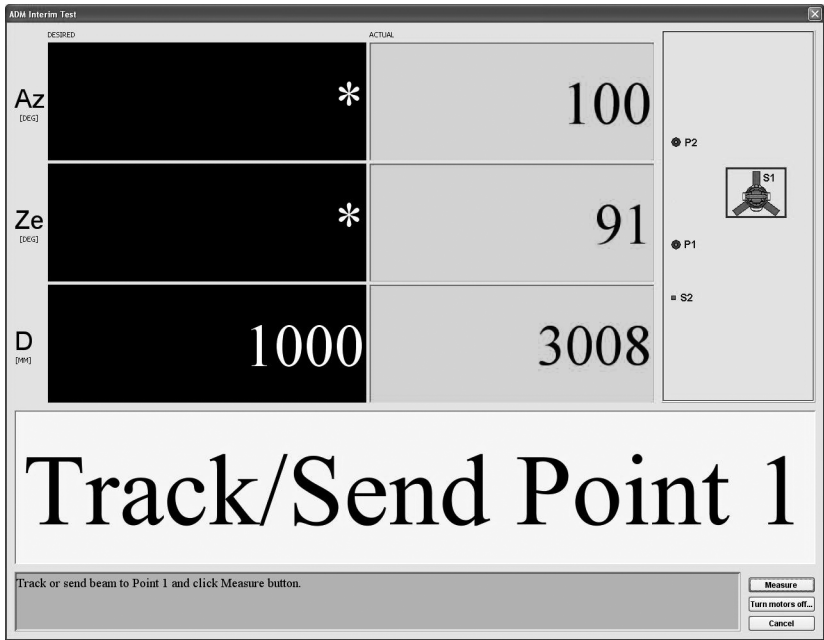 ADM Interim Test
DESIRED
ACTUAL
Az
[DEG]
*
100
Ze
[DEG]
*
91
D
[MM]
1000
3008
P2
S1
P1
S2
Track/Send Point 1
Track or send beam to Point 1 and click Measure button.
Measure
Turn motors off...
Cancel